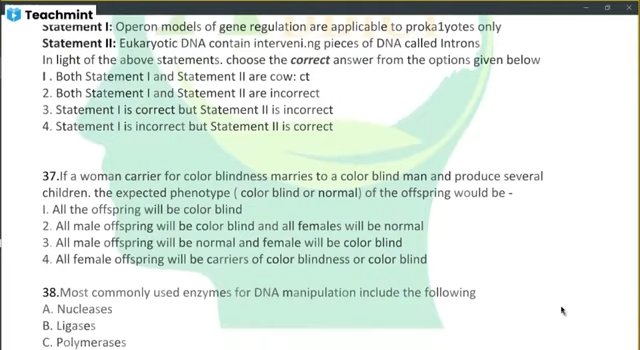 Teachmint
Statement I: Operon models of gene regulation are applicable to proka1yotes only
Statement II: Eukaryotic DNA contain interveni.ng pieces of DNA called Introns
In light of the above statements. choose the correct answer from the options given below
I . Both Statement I and Statement II are cow: ct
2. Both Statement I and Statement II are incorrect
3. Statement I is correct but Statement II is incorrect
4. Statement I is incorrect but Statement II is correct
37.If a woman carrier for color blindness marries to a color blind man and produce several
children. the expected phenotype ( color blind or normal) of the offspring would be -
I. All the offspring will be color blind
2. All male offspring will be color blind and all females will be normal
3. All male offspring will be normal and female will be color blind
4. All female offspring will be carriers of color blindness or color blind
38.Most commonly used enzymes for DNA manipulation include the following
A. Nucleases
B. Ligases
C. Polymerases